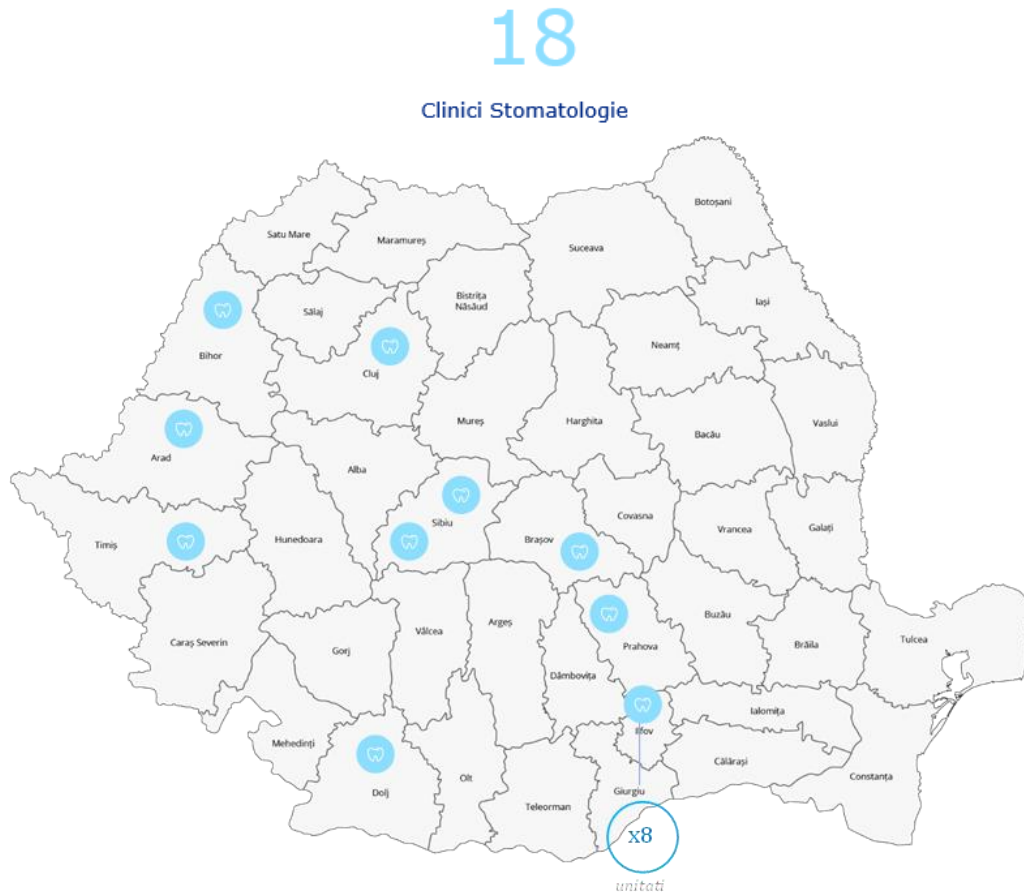 18
Clinici Stomatologie
Botoșani
Satu Mare
Maramureș
Suceava
Bistrița
Năsăud
Iași
Sălaj
Neamț
Bihor
Cluj
Mureș
Harghita
Vaslui
Bacău
Arad
Alba
Sibiu
Covasna
Galați
Vrancea
Timiș
Hunedoara
Brașov
Buzău
Argeș
Vâlcea
Tulcea
Caraș Severin
Brăila
Prahova
Gorj
Dâmbovița
Ialomița
Ilfov
Mehedinți
Călărași
Constanța
Olt
Dolj
Giurgiu
Teleorman
x8
unitati